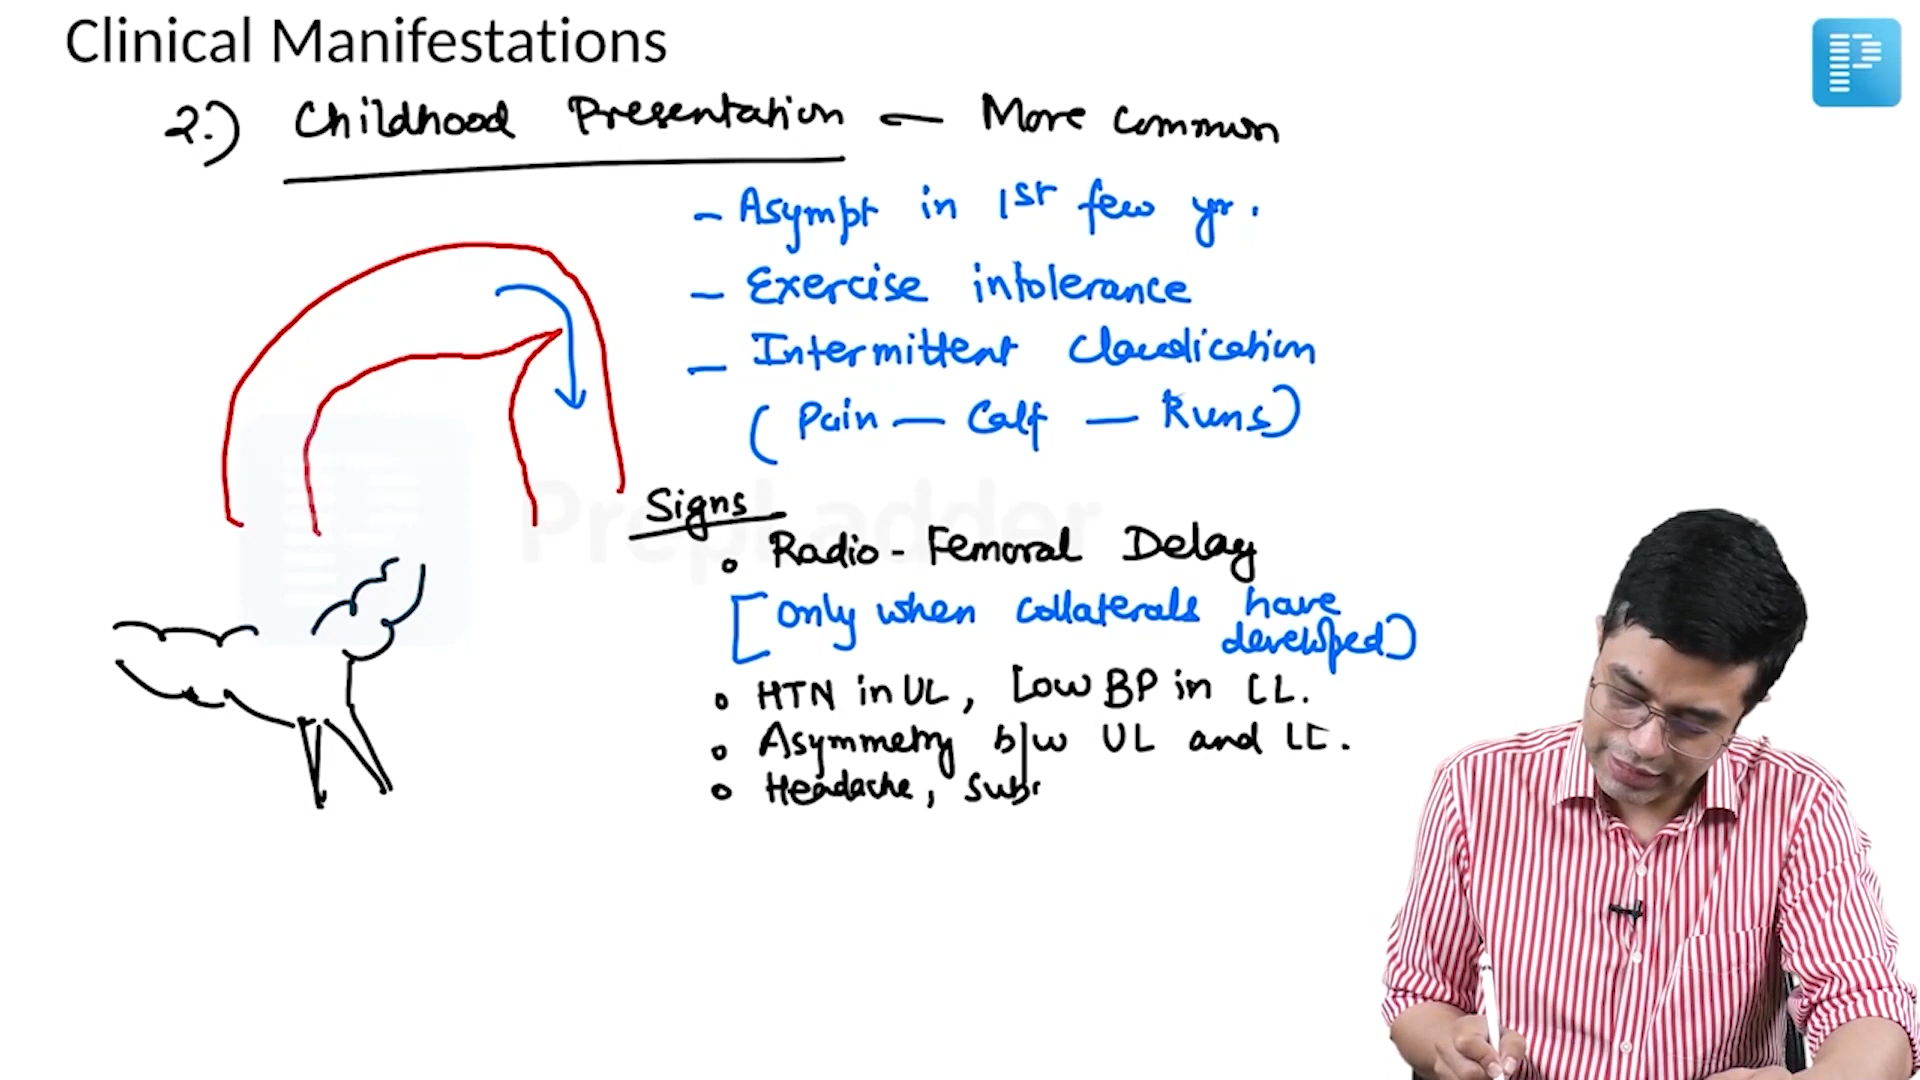 Clinical Manifestations
2.) Childhood Presentation — More common
- Asympt in 1st few yr.
- Exercise intolerance
- Intermittent Claudication
(Pain — Calf — Runs)
Signs
PrepLadder
• Radio-Femoral Delay
[Only when collaterals have
developed]
• HTN in UL, Low BP in LL.
• Asymmetry b/w UL and LL.
• Headache, Sub